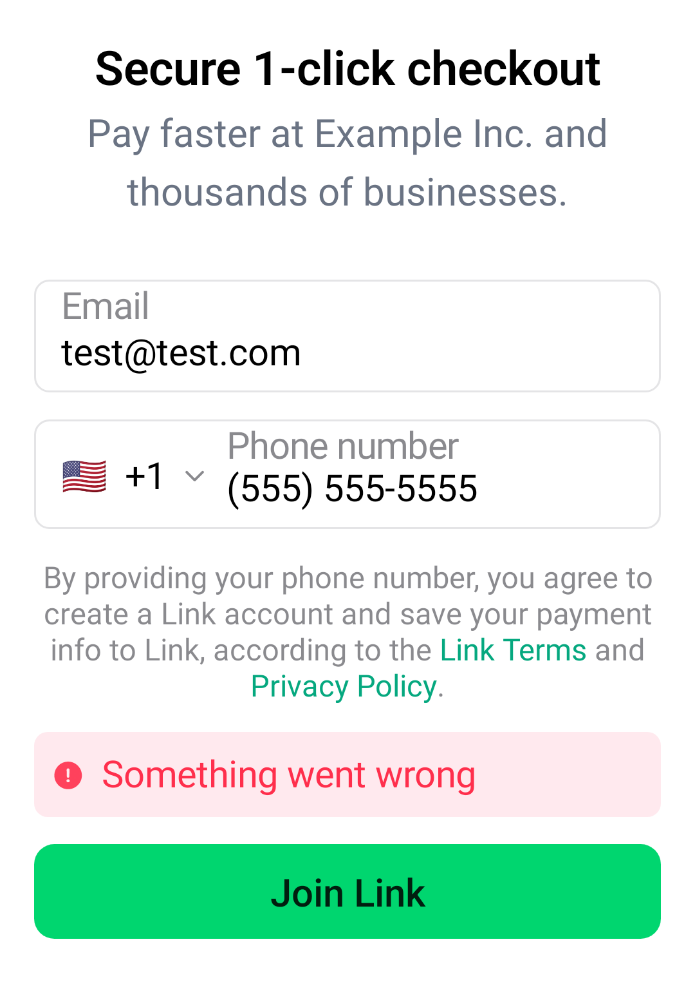 Secure 1-click checkout
Pay faster at Example Inc. and
thousands of businesses.
Email
test@test.com
Phone number
+1 (555) 555-5555
By providing your phone number, you agree to
create a Link account and save your payment
info to Link, according to the Link Terms and
Privacy Policy.
Something went wrong
Join Link